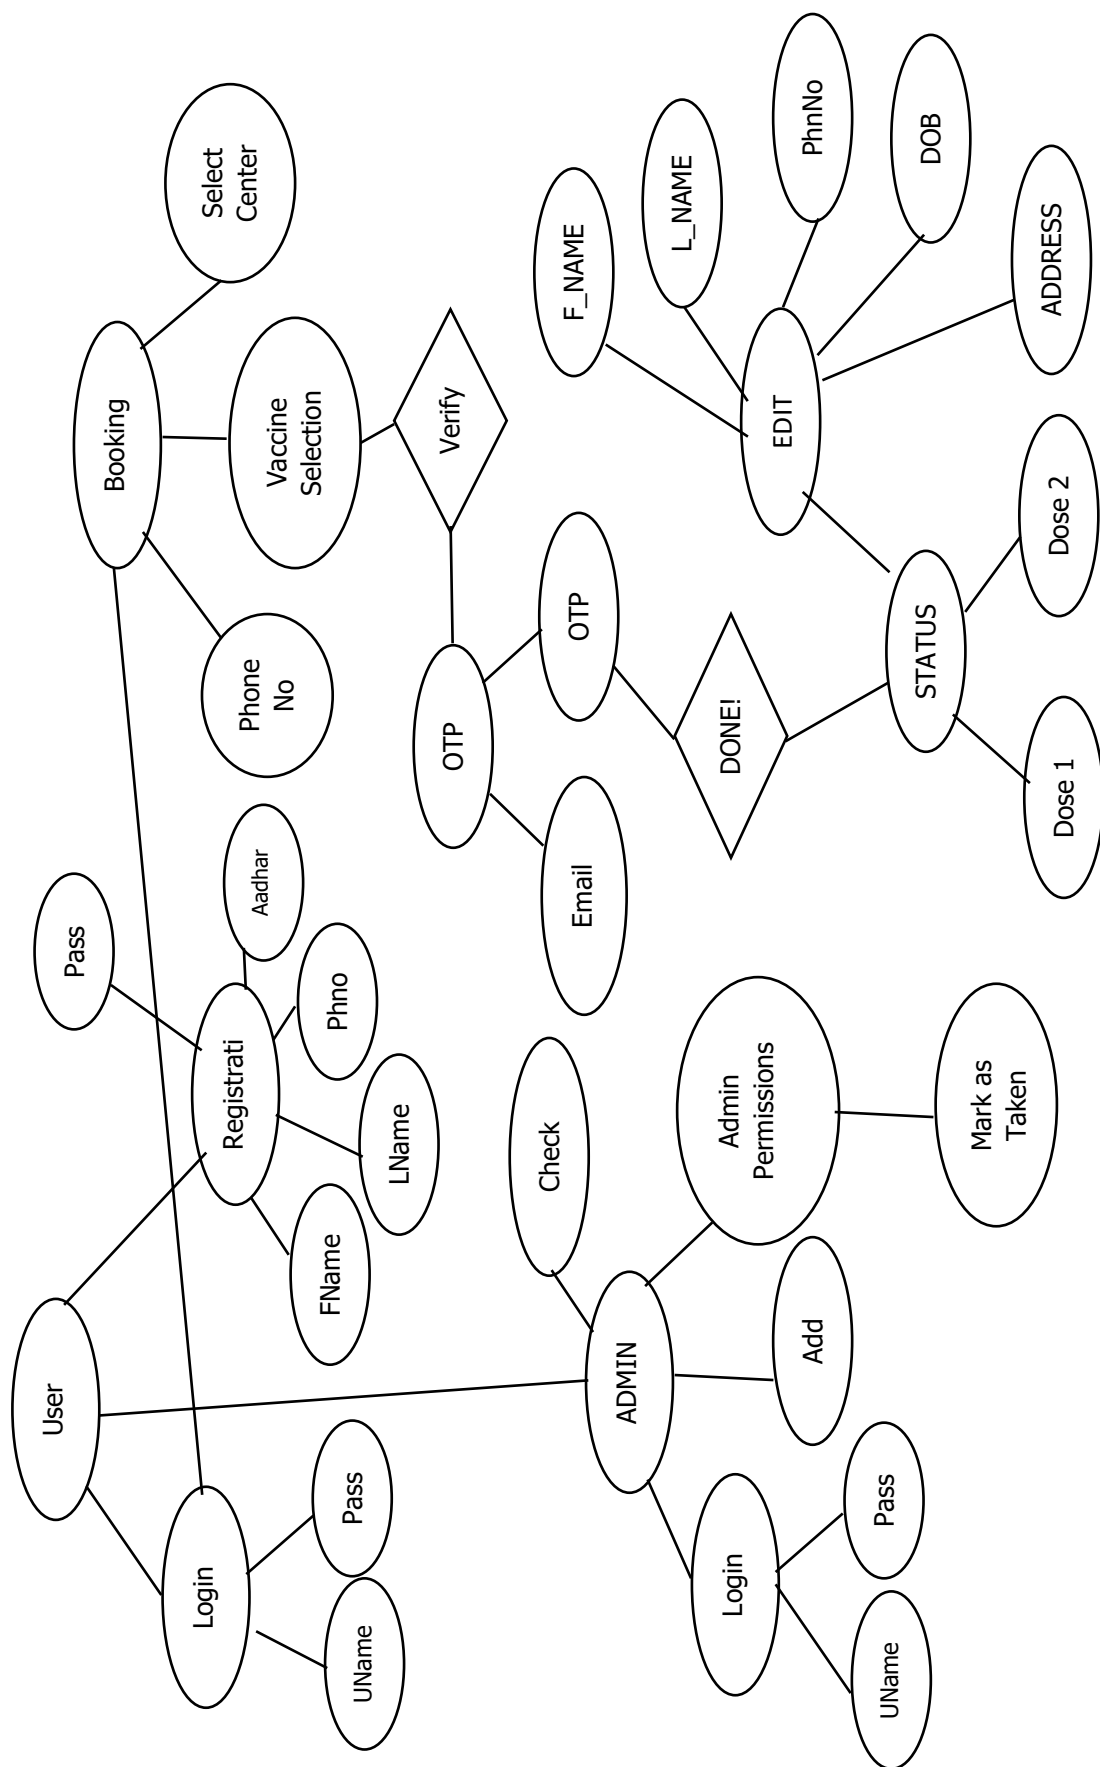 User
Login
UName
Pass
Registrati
Pass
Aadhar
Phno
LName
FName
Booking
Phone
No
Vaccine
Selection
Select
Center
Verify
OTP
Email
OTP
DONE!
STATUS
Dose 1
Dose 2
EDIT
F_NAME
L_NAME
PhnNo
DOB
ADDRESS
ADMIN
Check
Admin
Permissions
Mark as
Taken
Add
Login
UName
Pass